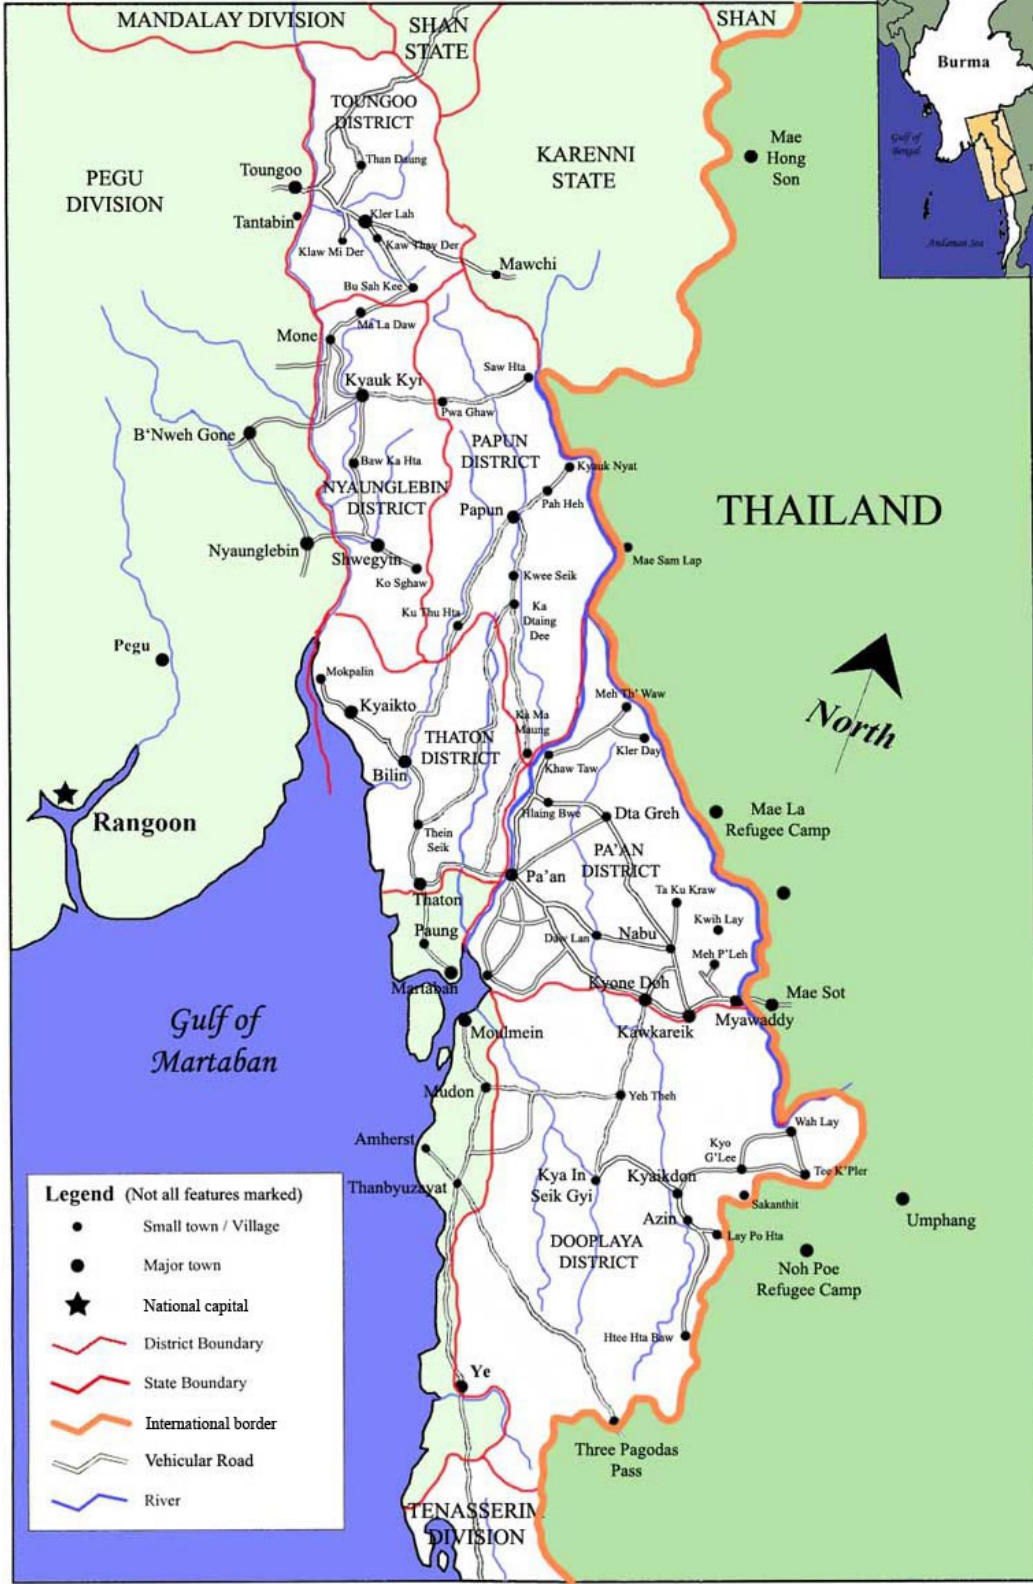 MANDALAY DIVISION
SHAN
STATE
SHAN
Burma
Gulf of
Bengal
Andaman Sea
TOUNGOO
DISTRICT
KARENNI
STATE
Mae
Hong
Son
PEGU
DIVISION
Toungoo
Than Daung
Tantabin
Kler Lah
Klaw Mi Der
Kaw Thay Der
Mawchi
Bu Sah Kee
Ma La Daw
Mone
Saw Hta
Kyauk Kyi
Pwa Ghaw
B'Nweh Gone
PAPUN
DISTRICT
Baw Ka Hta
Kyauk Nyat
NYAUNGLEBIN
DISTRICT
Pah Heh
Papun
THAILAND
Nyaunglebin
Shwegyin
Mae Sam Lap
Ko Sghaw
Kwee Seik
Ku Thu Hta
Ka
Dtaing
Dee
Pegu
Mokpalin
Meh Th' Waw
Kyaikto
Ka Ma
Maung
North
THATON
DISTRICT
Kler Day
Bilin
Khaw Taw
Rangoon
Hlaing Bwe
Dta Greh
Mae La
Refugee Camp
Thein
Seik
PA'AN
DISTRICT
Pa'an
Thaton
Ta Ku Kraw
Paung
Daw Lan
Nabu
Kwih Lay
Meh P'Leh
Martaban
Kyone Doh
Mae Sot
Gulf of
Martaban
Moulmein
Kawkareik
Myawaddy
Mudon
Yeh Theh
Wah Lay
Amherst
Kyo
G'Lee
Thanbyuzayat
Kya In
Seik Gyi
Kyaikdon
Tee K'Pler
Sakanthit
Umphang
Azin
Lay Po Hta
DOOPLAYA
DISTRICT
Noh Poe
Refugee Camp
Htee Hta Baw
Ye
Three Pagodas
Pass
TENASSERIM
DIVISION
Legend (Not all features marked)
Small town / Village
Major town
National capital
District Boundary
State Boundary
International border
Vehicular Road
River